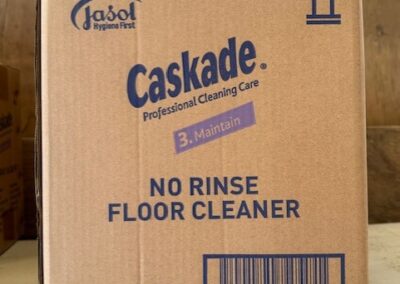 Jasol
Hygiene First
Caskade®
Professional Cleaning Care
3. Maintain
NO RINSE
FLOOR CLEANER